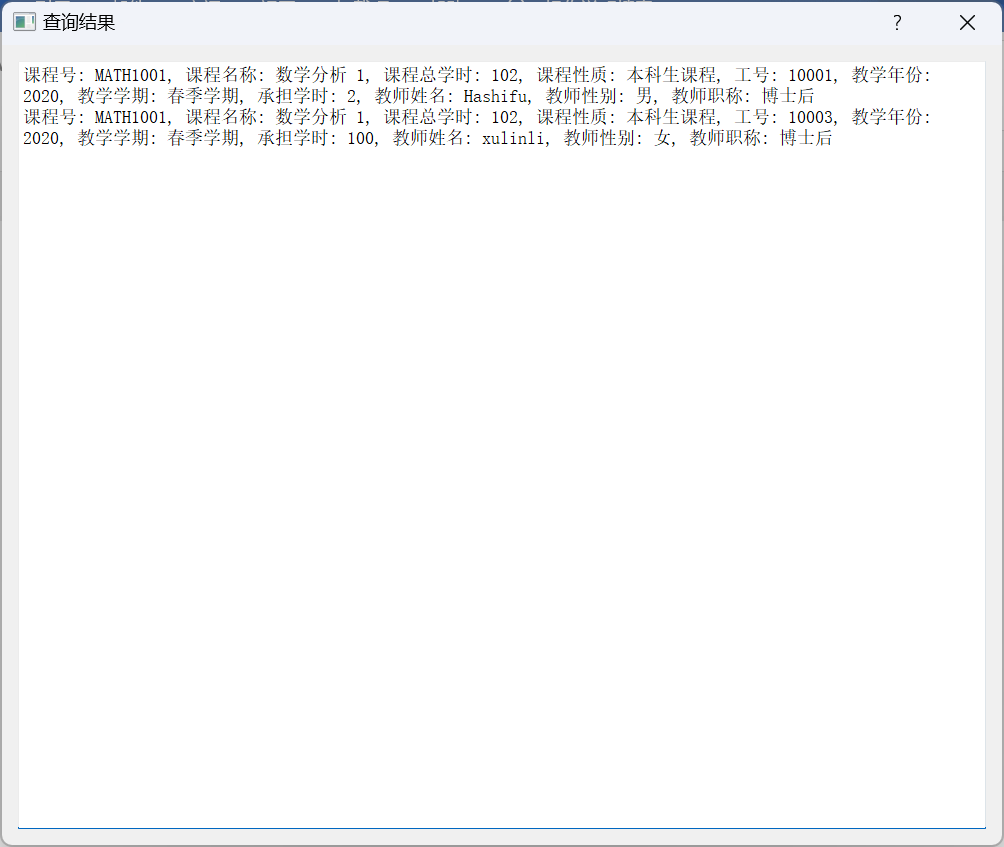 查询结果
?
课程号: MATH1001, 课程名称: 数学分析 1, 课程总学时: 102, 课程性质: 本科生课程, 工号: 10001, 教学年份:
2020, 教学学期: 春季学期, 承担学时: 2, 教师姓名: Hashifu, 教师性别: 男, 教师职称: 博士后
课程号: MATH1001, 课程名称: 数学分析 1, 课程总学时: 102, 课程性质: 本科生课程, 工号: 10003, 教学年份:
2020, 教学学期: 春季学期, 承担学时: 100, 教师姓名: xulinli, 教师性别: 女, 教师职称: 博士后